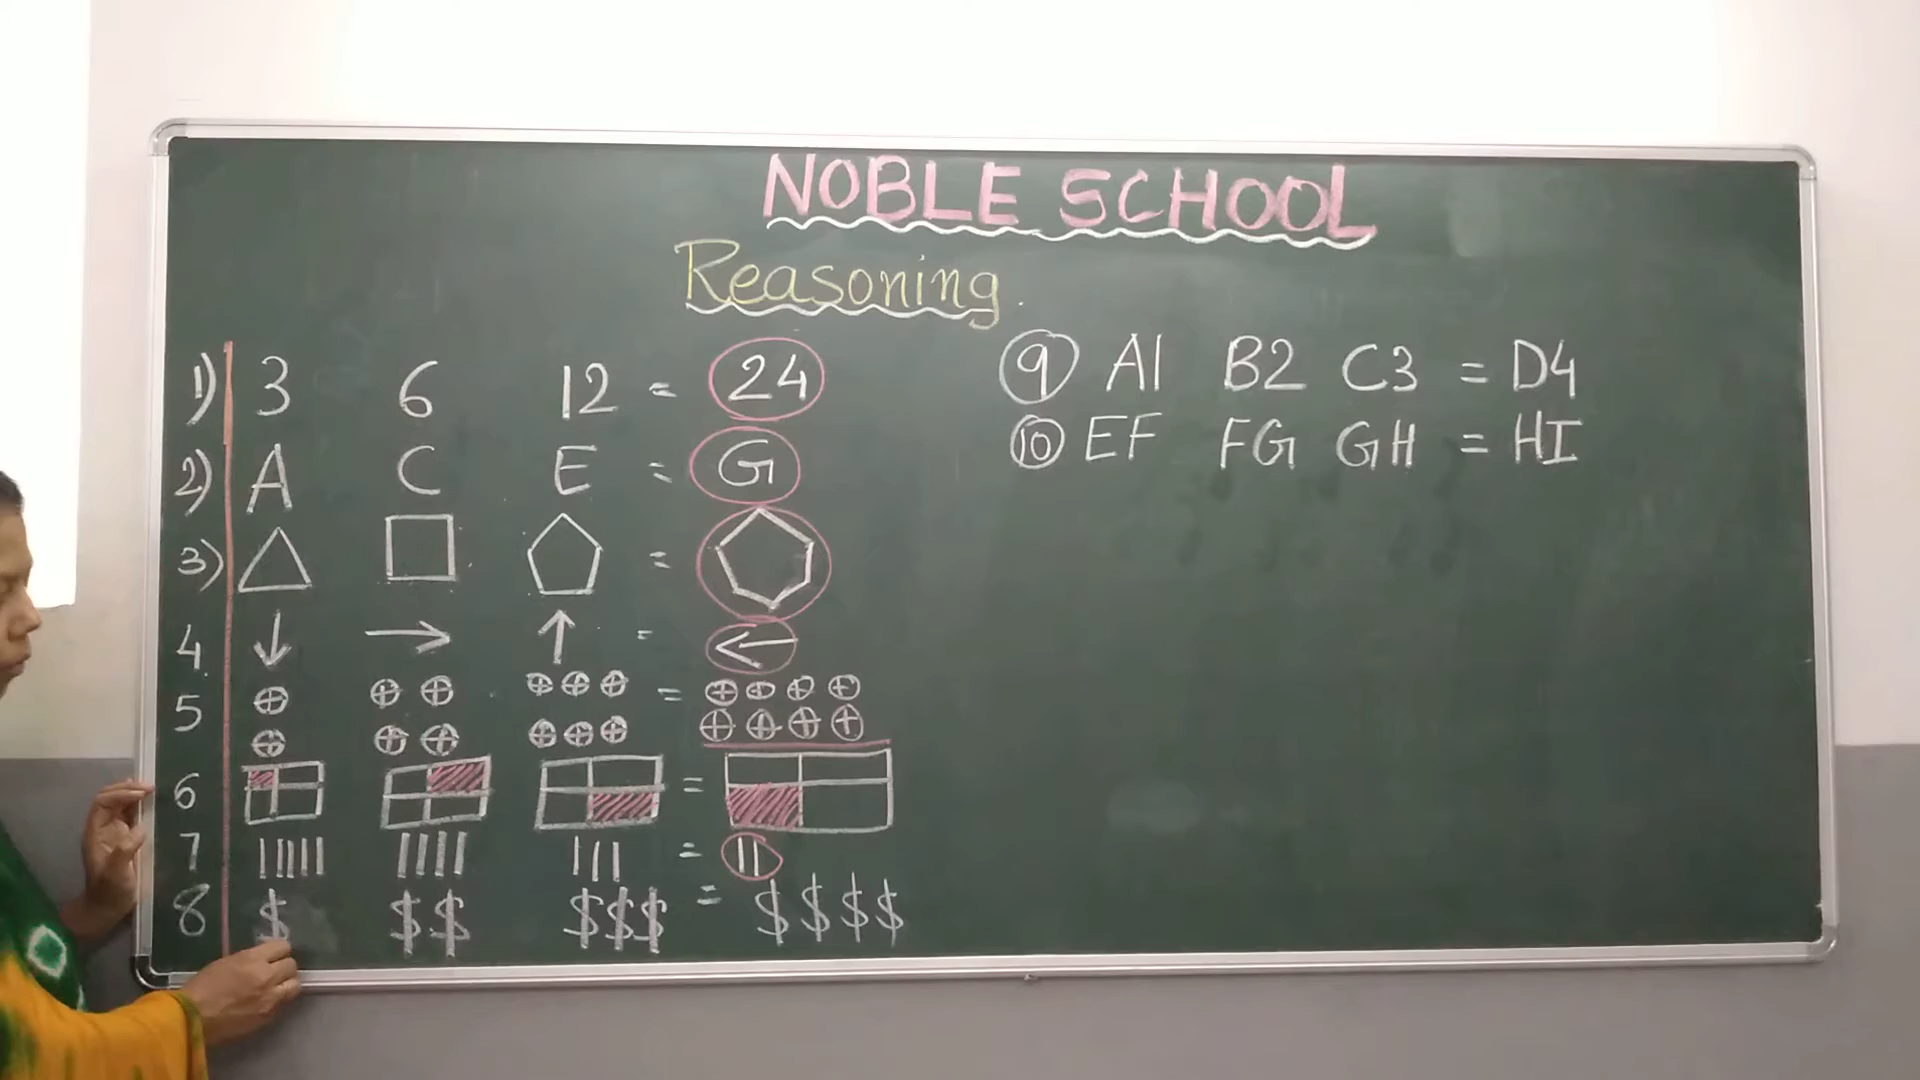 NOBLE SCHOOL
Reasoning
1) 3 6 12 = 24
2) A C E = G
3) =
4 ↓ → ↑ = ←
5 ⊕ ⊕ ⊕ ⊕ ⊕ ⊕ = ⊕ ⊕ ⊕ ⊕
⊕ ⊕ ⊕ ⊕ ⊕ ⊕ ⊕ ⊕ ⊕ ⊕
6 =
7 ||||| |||| ||| = ||
8 $ $$ $$$ = $$$$
9 A1 B2 C3 = D4
10 EF FG GH = HI